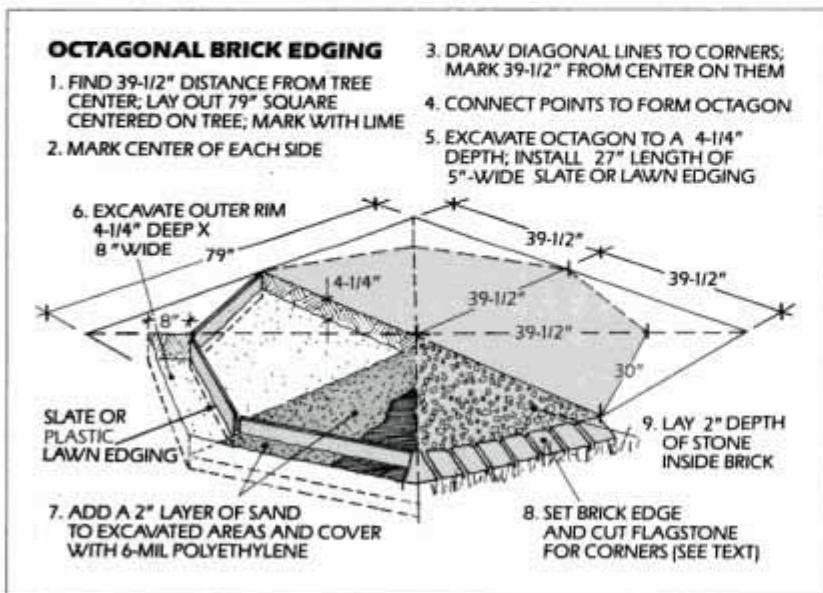 OCTAGONAL BRICK EDGING
1. FIND 39-1/2" DISTANCE FROM TREE
CENTER; LAY OUT 79" SQUARE
CENTERED ON TREE; MARK WITH LIME
2. MARK CENTER OF EACH SIDE
3. DRAW DIAGONAL LINES TO CORNERS;
MARK 39-1/2" FROM CENTER ON THEM
4. CONNECT POINTS TO FORM OCTAGON
5. EXCAVATE OCTAGON TO A 4-1/4"
DEPTH; INSTALL 27" LENGTH OF
5"-WIDE SLATE OR LAWN EDGING
6. EXCAVATE OUTER RIM
4-1/4" DEEP X
8" WIDE
79"
39-1/2"
39-1/2"
4-1/4"
39-1/2"
39-1/2"
8"
30"
SLATE OR
PLASTIC
LAWN EDGING
9. LAY 2" DEPTH
OF STONE
INSIDE BRICK
7. ADD A 2" LAYER OF SAND
TO EXCAVATED AREAS AND COVER
WITH 6-MIL POLYETHYLENE
8. SET BRICK EDGE
AND CUT FLAGSTONE
FOR CORNERS (SEE TEXT)